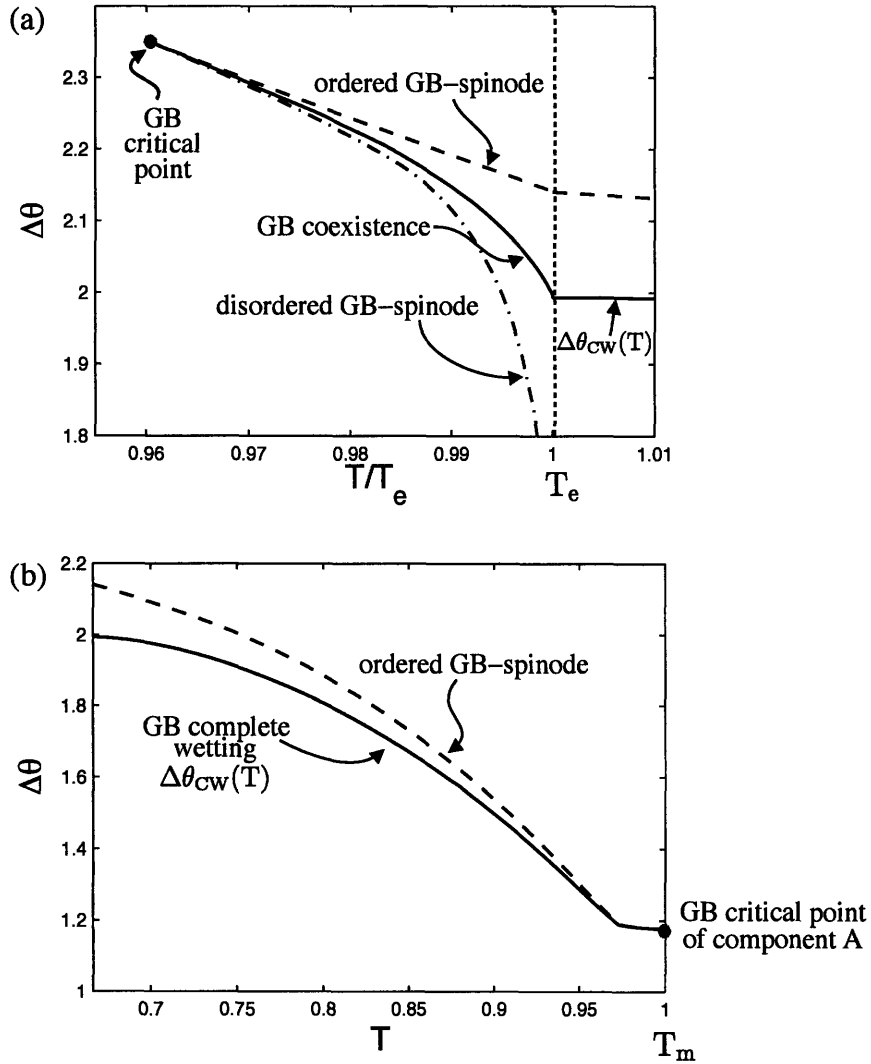 (a)
2.3
2.2
2.1
2
1.9
1.8
Δθ
GB
critical
point
ordered GB–spinode
GB coexistence
disordered GB–spinode
Δθ_CW(T)
0.96
0.97
0.98
0.99
1
1.01
T/T_e
T_e
(b)
2.2
2
1.8
1.6
1.4
1.2
1
Δθ
ordered GB–spinode
GB complete
wetting
Δθ_CW(T)
GB critical point
of component A
0.7
0.75
0.8
0.85
0.9
0.95
1
T
T_m